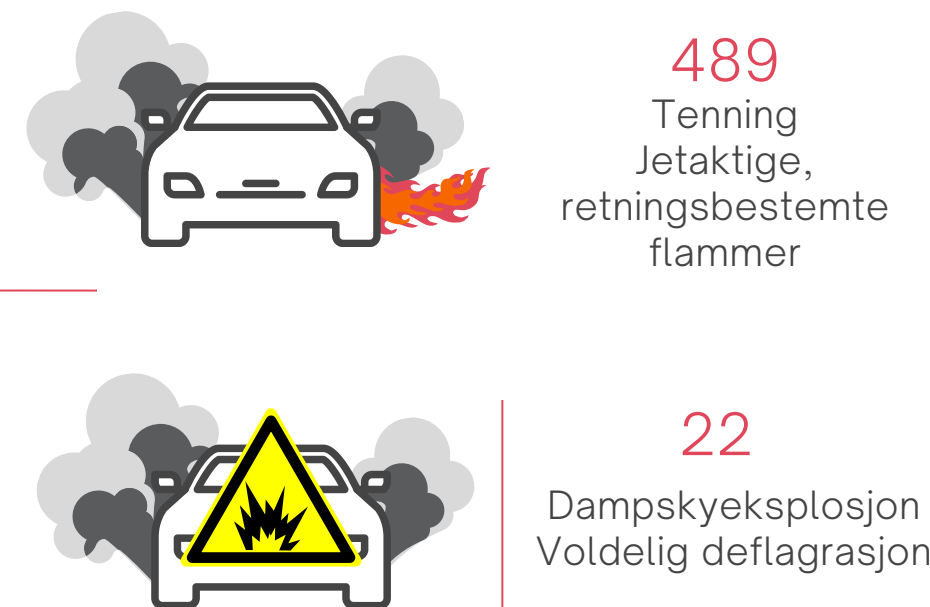 489
Tenning
Jetaktige,
retningsbestemte
flammer
22
Dampskyeksplosjon
Voldelig deflagrasjon